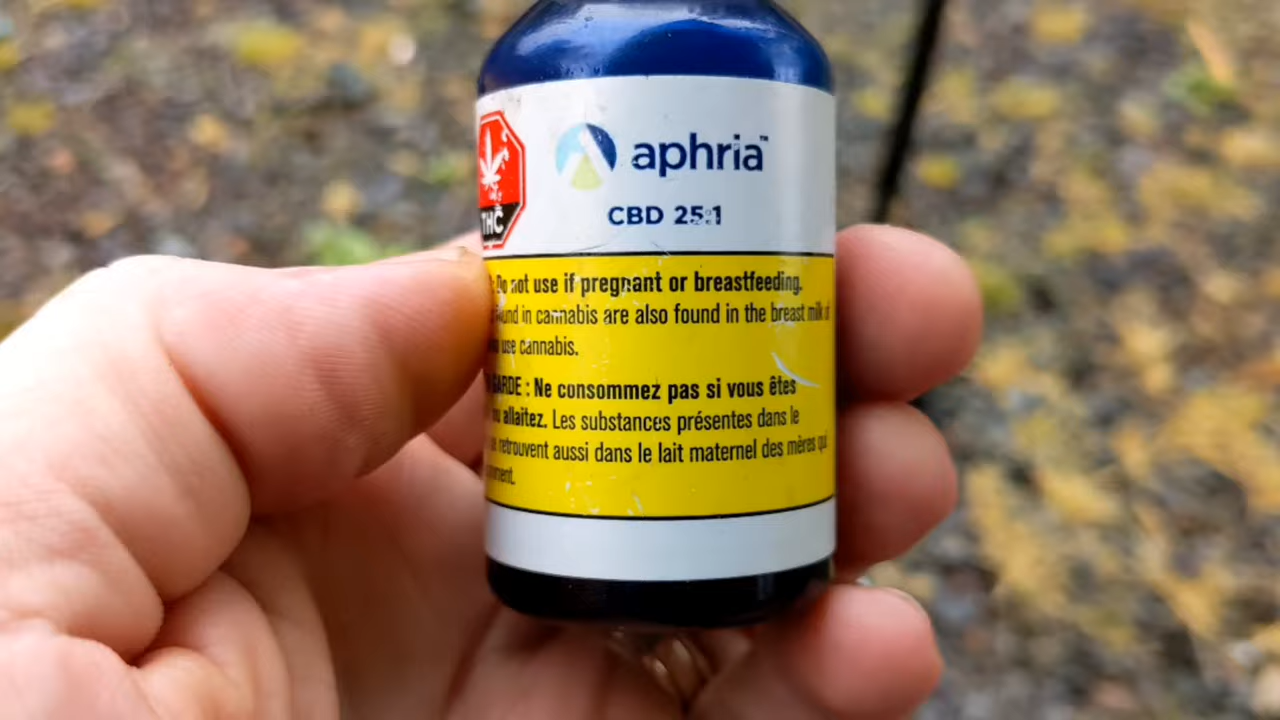 aphria™
CBD 25:1
THC
Do not use if pregnant or breastfeeding.
found in cannabis are also found in the breast milk of
use cannabis.
GARDE : Ne consommez pas si vous êtes
ou allaitez. Les substances présentes dans le
retrouvent aussi dans le lait maternel des mères qui